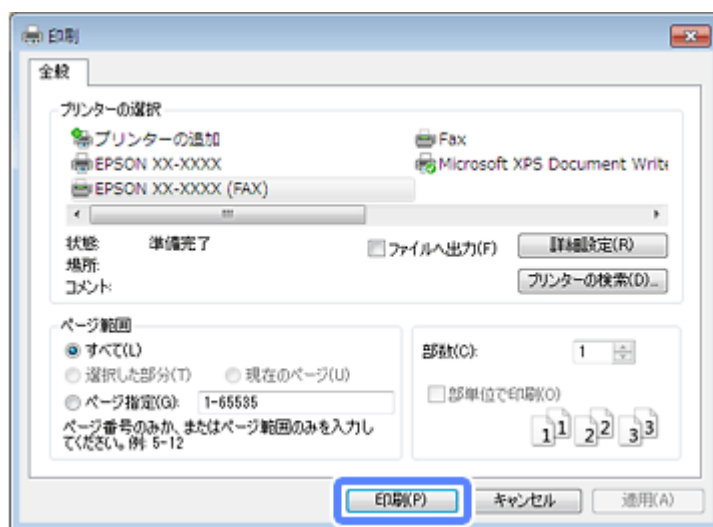 印刷
全般
プリンターの選択
プリンターの追加
Fax
EPSON XX-XXXX
Microsoft XPS Document Write
EPSON XX-XXXX (FAX)
状態: 準備完了
場所:
コメント:
ファイルへ出力(F)
詳細設定(R)
プリンターの検索(D)...
ページ範囲
すべて(L)
選択した部分(T)
現在のページ(U)
ページ指定(G): 1-65535
ページ番号のみか、またはページ範囲のみを入力し
てください。例: 5-12
部数(C): 1
部単位で印刷(O)
11 22 33
印刷(P)
キャンセル
適用(A)